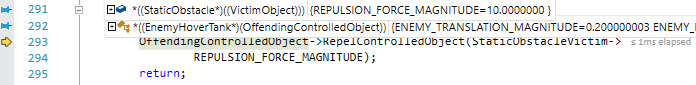 291 *((StaticObstacle*)((VictimObject))) {REPULSION_FORCE_MAGNITUDE=10.0000000 }
292 *((EnemyHoverTank*)(OffendingControlledObject)) {ENEMY_TRANSLATION_MAGNITUDE=0.200000003 ENEMY_
293 OffendingControlledObject->RepelControlledObject(StaticObstacleVictim-> ≤1ms elapsed
294 REPULSION_FORCE_MAGNITUDE);
295 return;